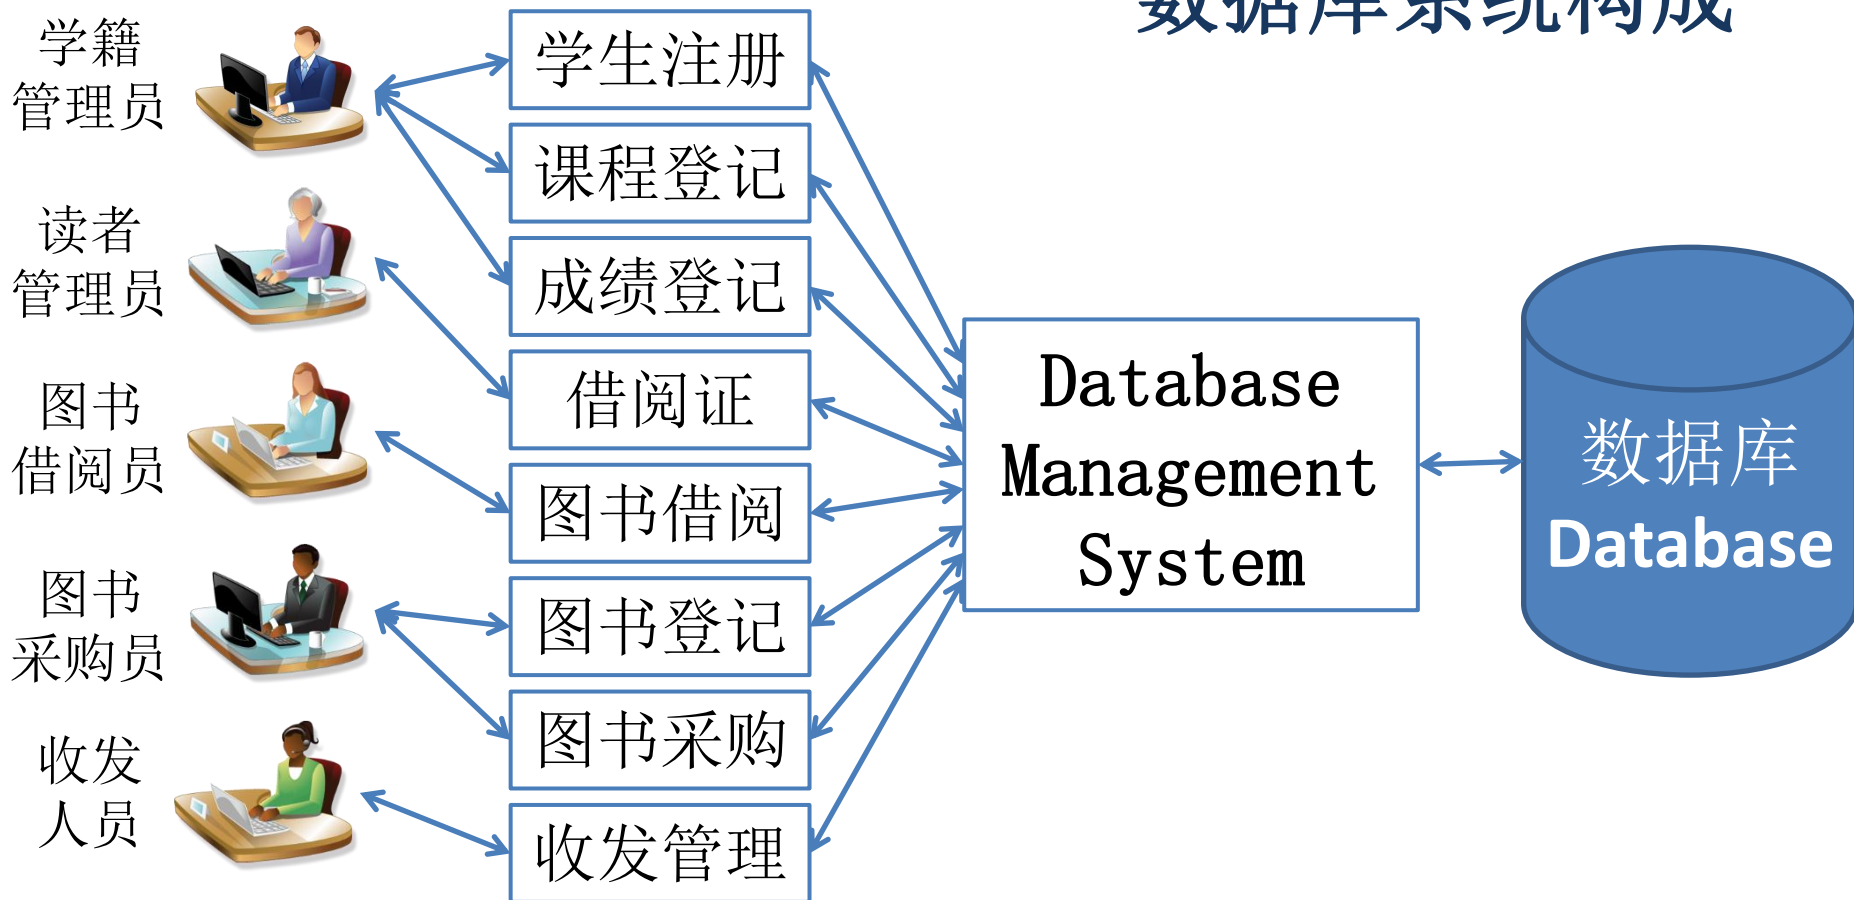 数据库系统构成
学籍
管理员
读者
管理员
图书
借阅员
图书
采购员
收发
人员
学生注册
课程登记
成绩登记
借阅证
图书借阅
图书登记
图书采购
收发管理
Database
Management
System
数据库
Database